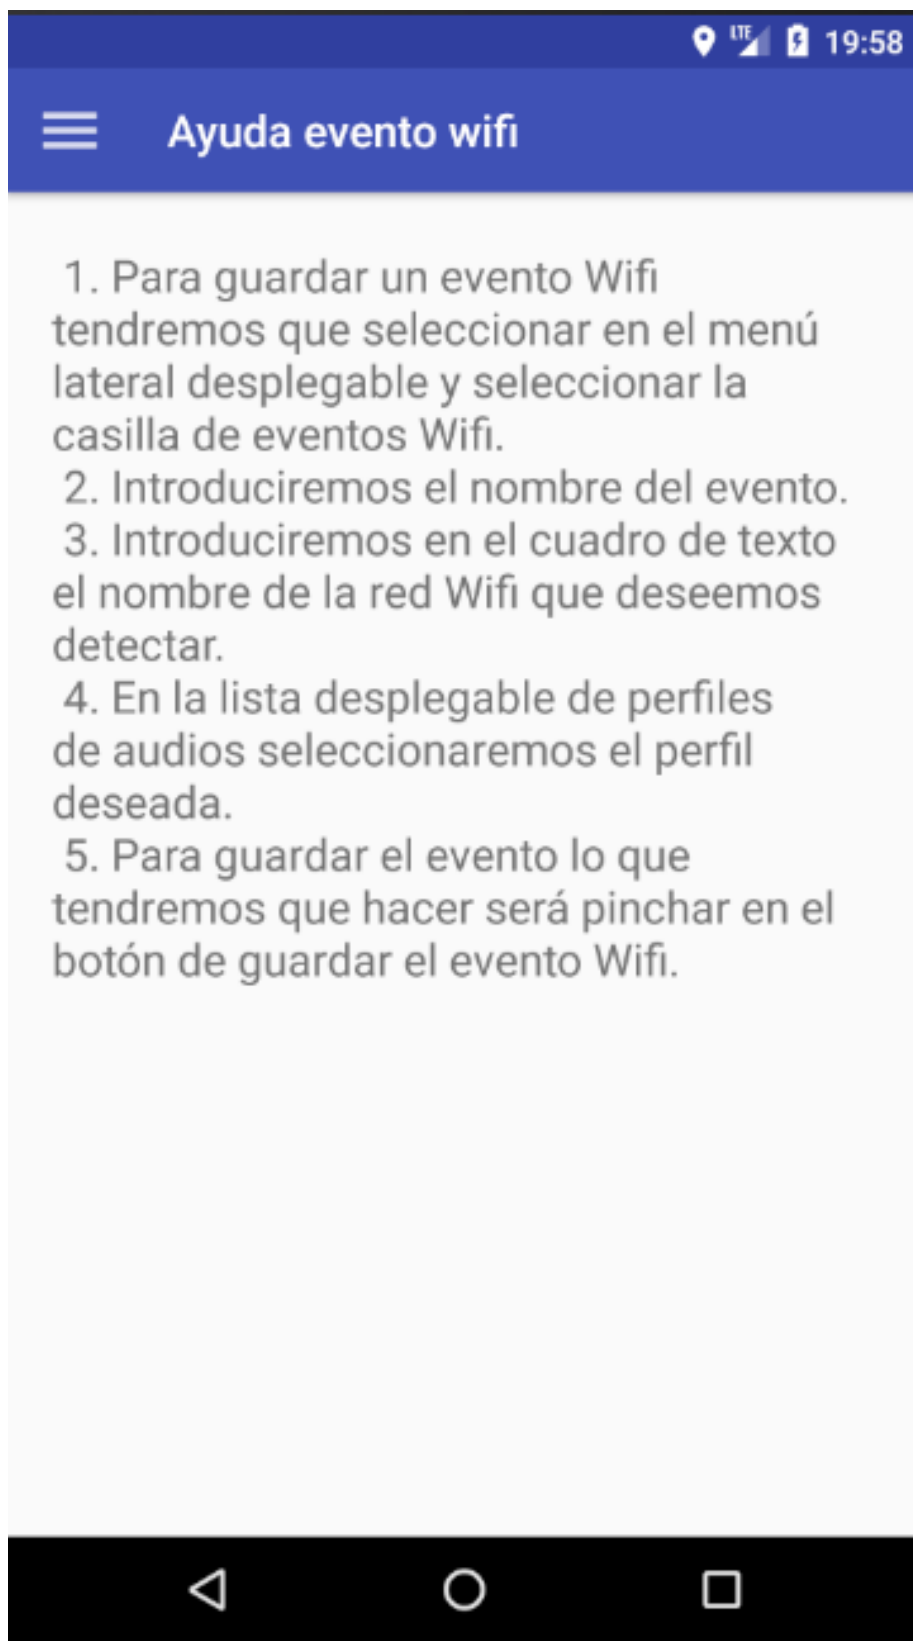 LTE 19:58
Ayuda evento wifi
1. Para guardar un evento Wifi
tendremos que seleccionar en el menú
lateral desplegable y seleccionar la
casilla de eventos Wifi.
2. Introduciremos el nombre del evento.
3. Introduciremos en el cuadro de texto
el nombre de la red Wifi que deseemos
detectar.
4. En la lista desplegable de perfiles
de audios seleccionaremos el perfil
deseada.
5. Para guardar el evento lo que
tendremos que hacer será pinchar en el
botón de guardar el evento Wifi.